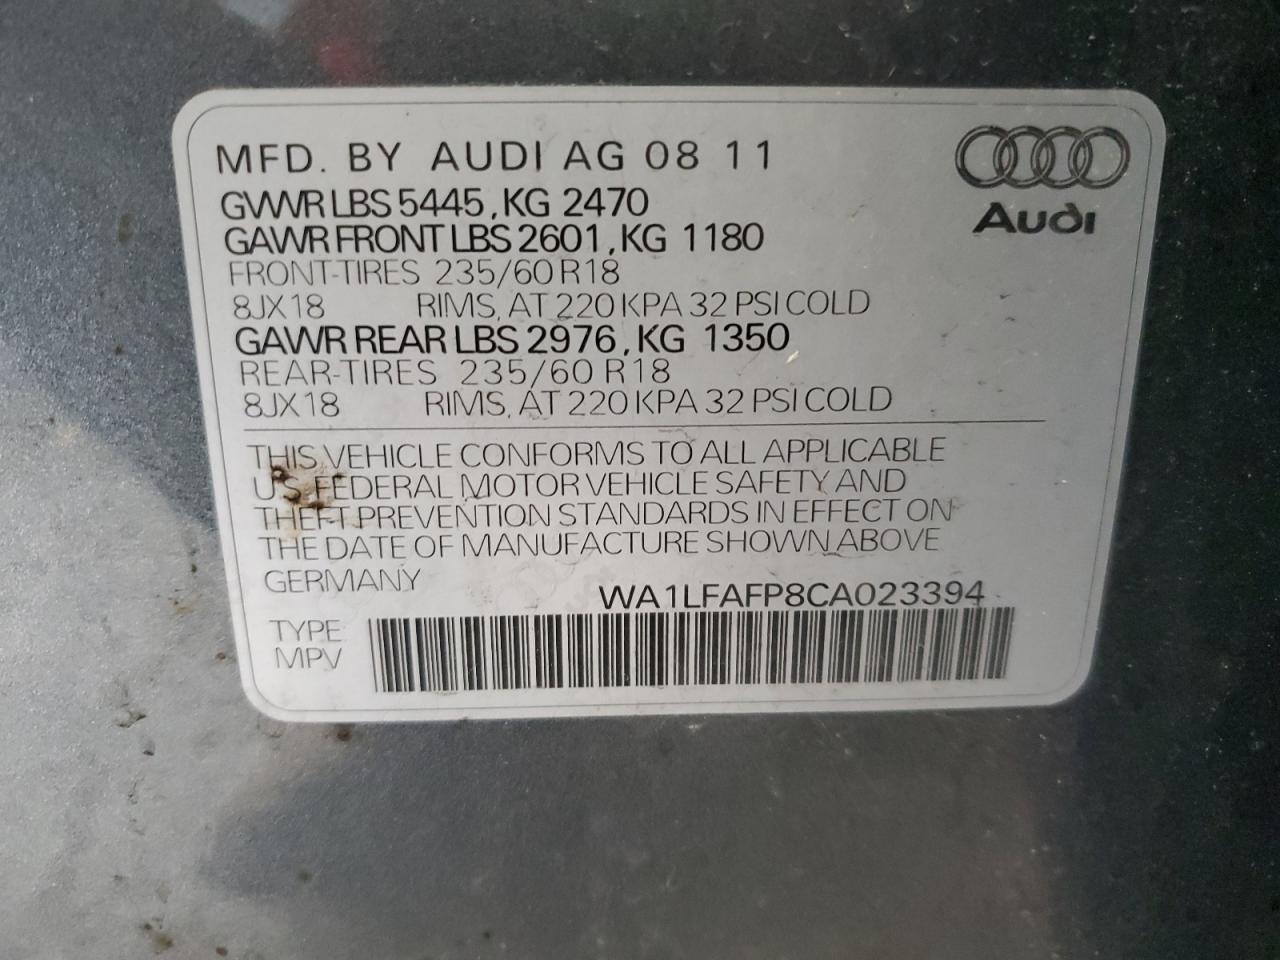 MFD. BY AUDI AG 08 11
GVWR LBS 5445, KG 2470
GAWR FRONT LBS 2601, KG 1180
FRONT-TIRES 235/60 R18
8JX18 RIMS, AT 220 KPA 32 PSI COLD
GAWR REAR LBS 2976, KG 1350
REAR-TIRES 235/60 R18
8JX18 RIMS, AT 220 KPA 32 PSI COLD
Audi
THIS VEHICLE CONFORMS TO ALL APPLICABLE
U.S. FEDERAL MOTOR VEHICLE SAFETY AND
THEFT PREVENTION STANDARDS IN EFFECT ON
THE DATE OF MANUFACTURE SHOWN ABOVE
GERMANY
WA1LFAFP8CA023394
TYPE
MPV